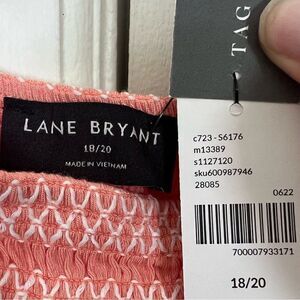 TAG
LANE BRYANT
18/20
MADE IN VIETNAM
c723 - S6176
m13389
s1127120
sku600987946
28085
0622
700007933171
18/20